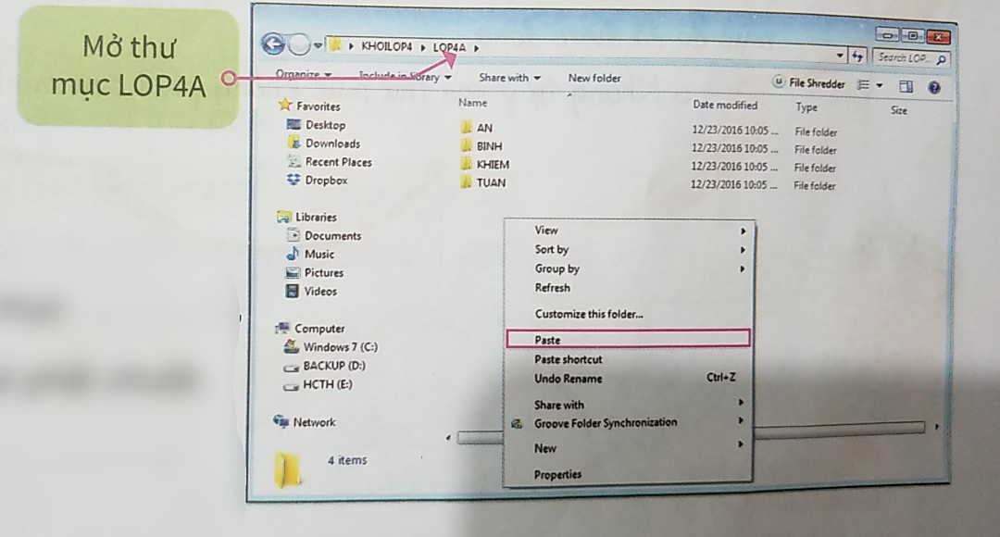 Mở thư
mục LOP4A
KHOILOP4 LOP4A
Search LOP...
Organize Include in library Share with New folder File Shredder
Favorites
Desktop
Downloads
Recent Places
Dropbox
Libraries
Documents
Music
Pictures
Videos
Computer
Windows 7 (C:)
BACKUP (D:)
HCTH (E:)
Network
Name Date modified Type Size
AN 12/23/2016 10:05 ... File folder
BINH 12/23/2016 10:05 ... File folder
KHIEM 12/23/2016 10:05 ... File folder
TUAN 12/23/2016 10:05 ... File folder
View
Sort by
Group by
Refresh
Customize this folder...
Paste
Paste shortcut
Undo Rename Ctrl+Z
Share with
Groove Folder Synchronization
New
Properties
4 items